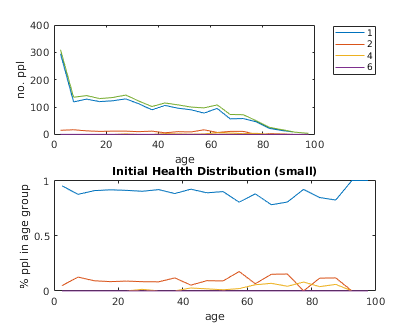 400
300
200
100
0
no. ppl
0 20 40 60 80 100
age
1
2
4
6
Initial Health Distribution (small)
1
0.5
0
% ppl in age group
0 20 40 60 80 100
age